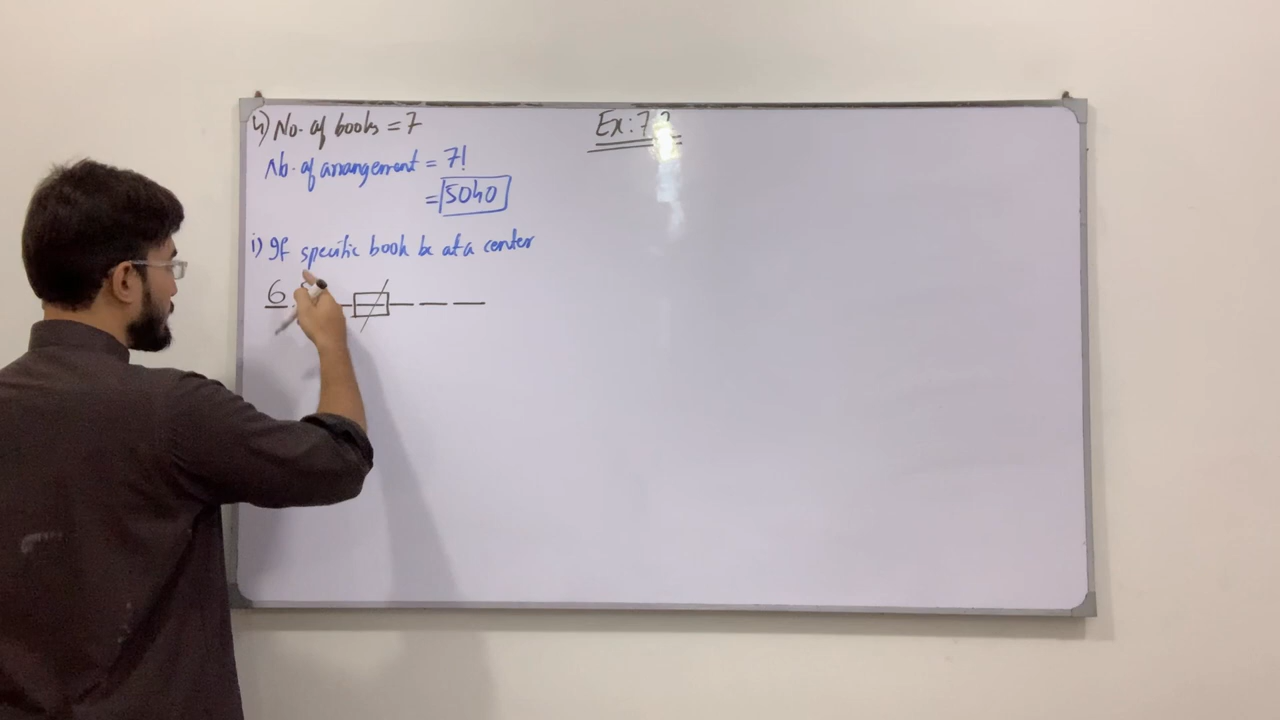 4) No. of books = 7
No. of arrangement = 7!
= 5040
i) If specific book be at a center
6
Ex: 7